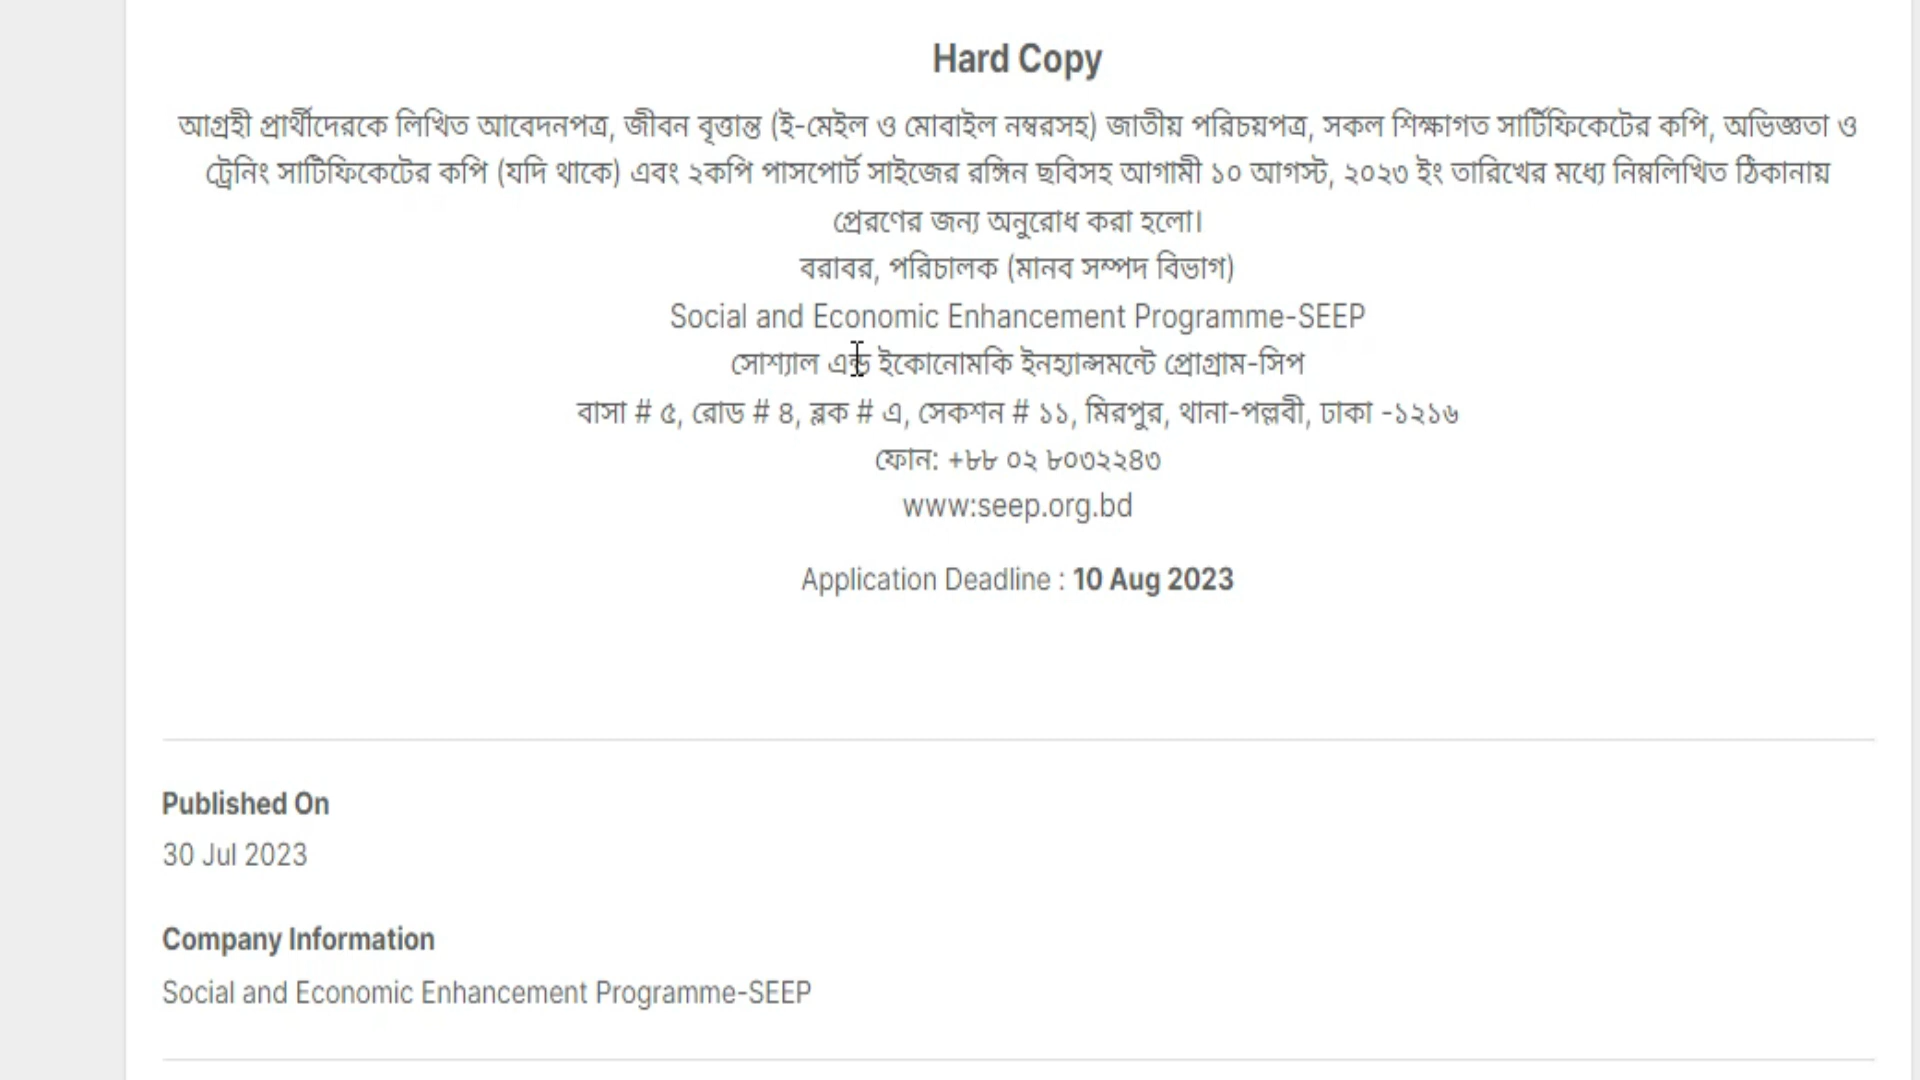 Hard Copy
আগ্রহী প্রার্থীদেরকে লিখিত আবেদনপত্র, জীবন বৃত্তান্ত (ই-মেইল ও মোবাইল নম্বরসহ) জাতীয় পরিচয়পত্র, সকল শিক্ষাগত সার্টিফিকেটের কপি, অভিজ্ঞতা ও
ট্রেনিং সাটিফিকেটের কপি (যদি থাকে) এবং ২কপি পাসপোর্ট সাইজের রঙ্গিন ছবিসহ আগামী ১০ আগস্ট, ২০২৩ ইং তারিখের মধ্যে নিম্নলিখিত ঠিকানায়
প্রেরণের জন্য অনুরোধ করা হলো।
বরাবর, পরিচালক (মানব সম্পদ বিভাগ)
Social and Economic Enhancement Programme-SEEP
সোশ্যাল এন্ড ইকোনোমকি ইনহ্যান্সমন্টে প্রোগ্রাম-সিপ
বাসা # ৫, রোড # ৪, ব্লক # এ, সেকশন # ১১, মিরপুর, থানা-পল্লবী, ঢাকা -১২১৬
ফোন: +৮৮ ০২ ৮০৩২২৪৩
www:seep.org.bd
Application Deadline : 10 Aug 2023
Published On
30 Jul 2023
Company Information
Social and Economic Enhancement Programme-SEEP